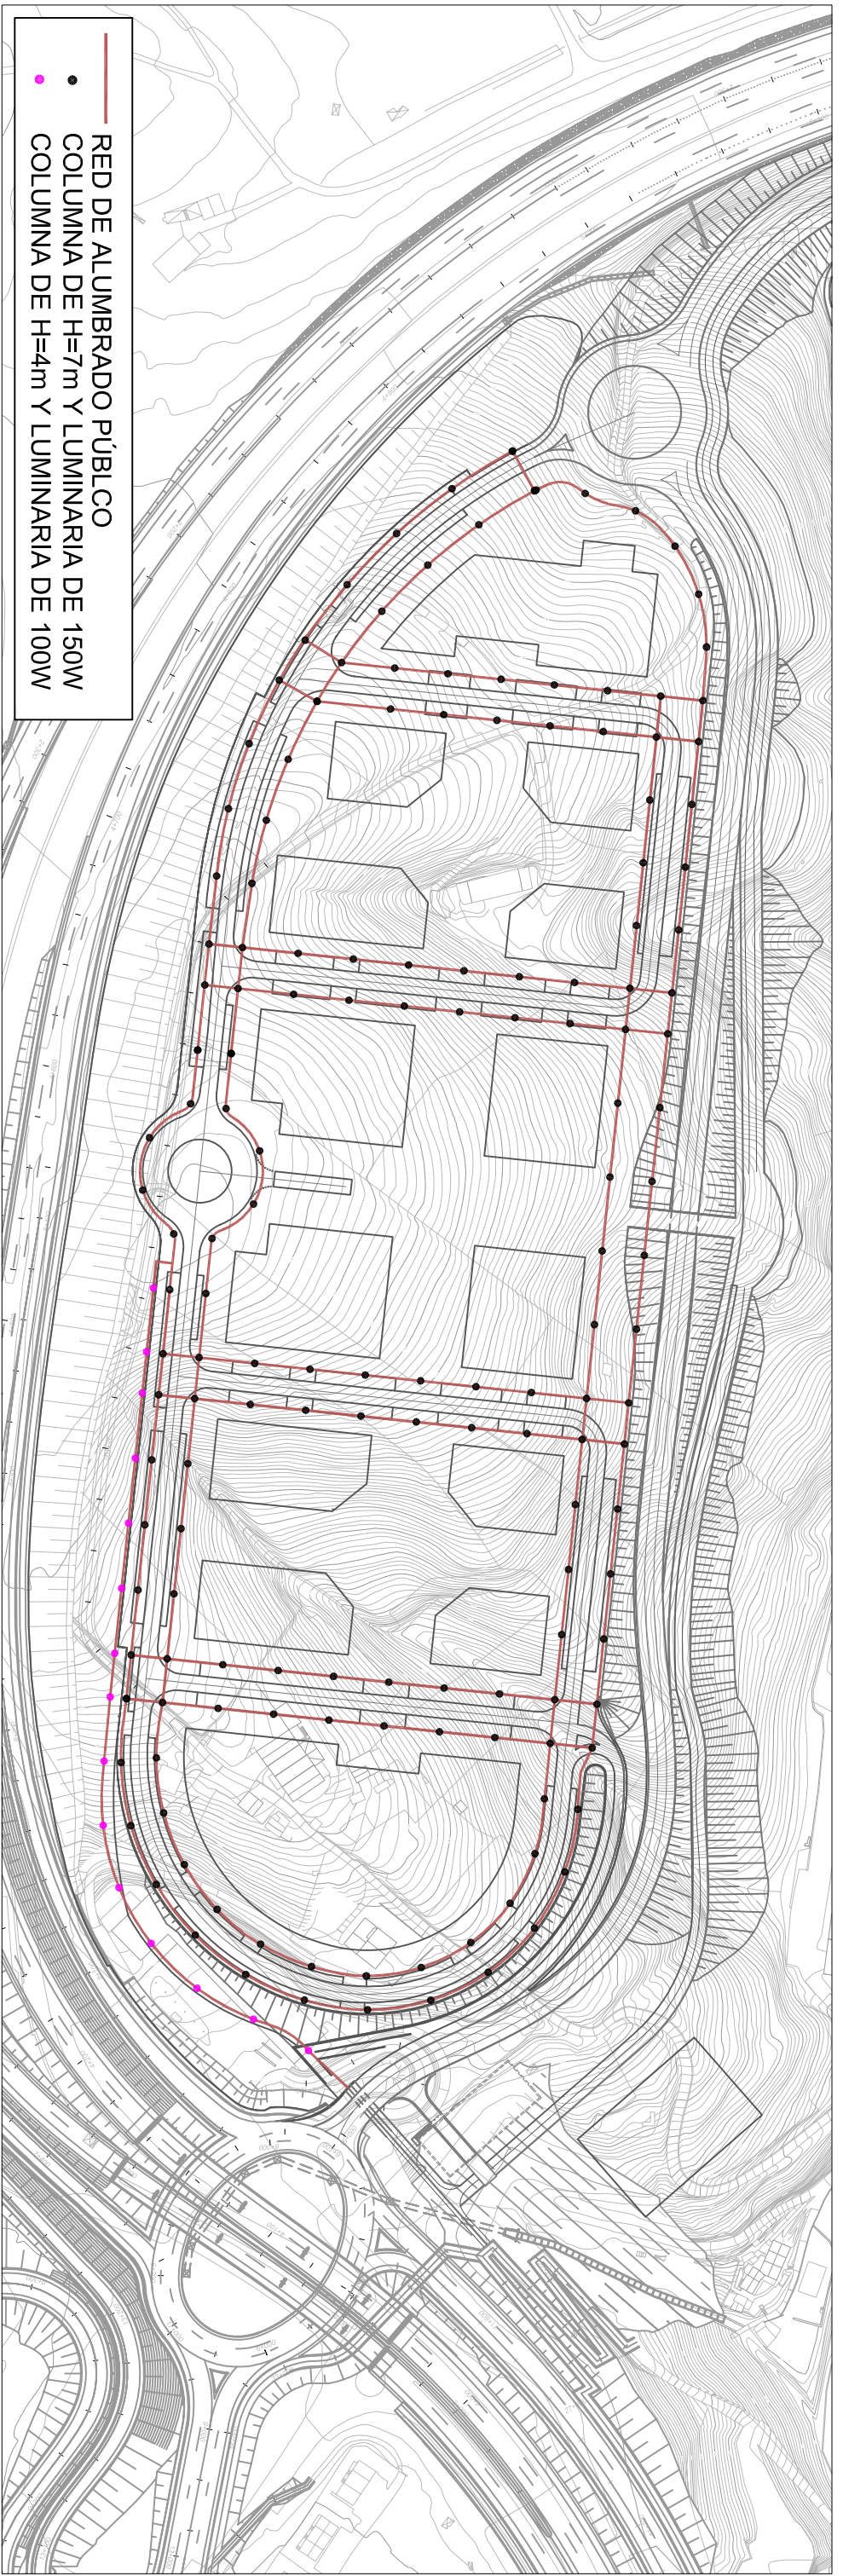 RED DE ALUMBRADO PÚBLCO
COLUMNA DE H=7m Y LUMINARIA DE 150W
COLUMNA DE H=4m Y LUMINARIA DE 100W